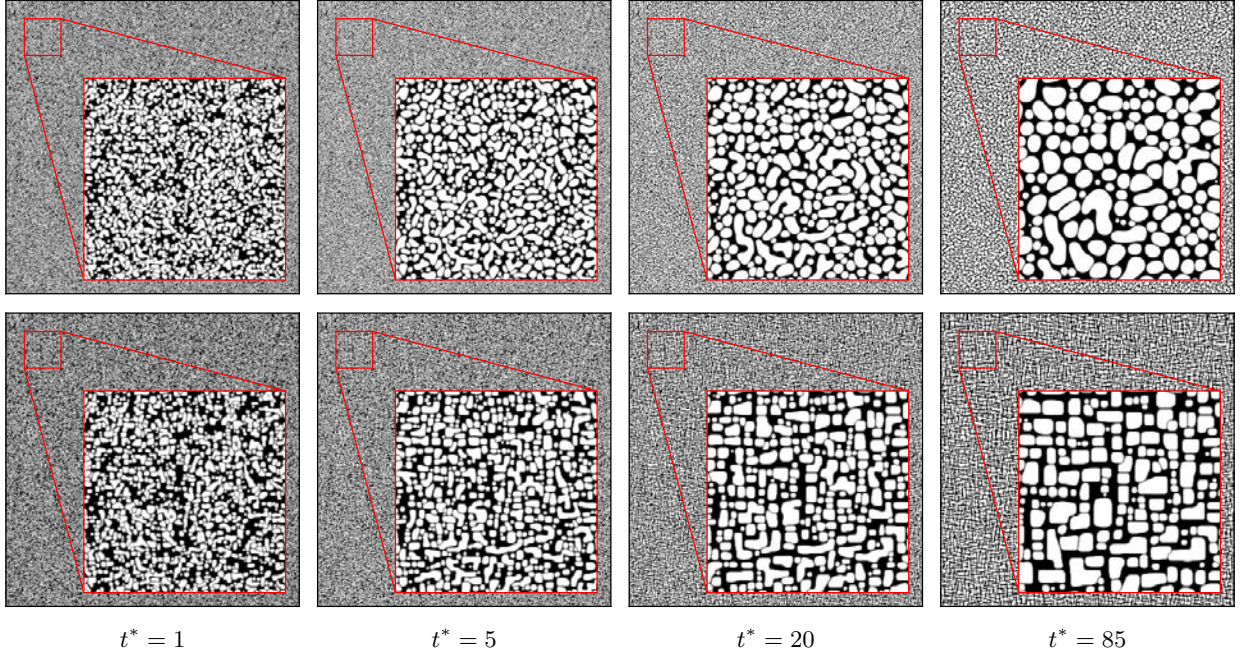 t* = 1
t* = 5
t* = 20
t* = 85